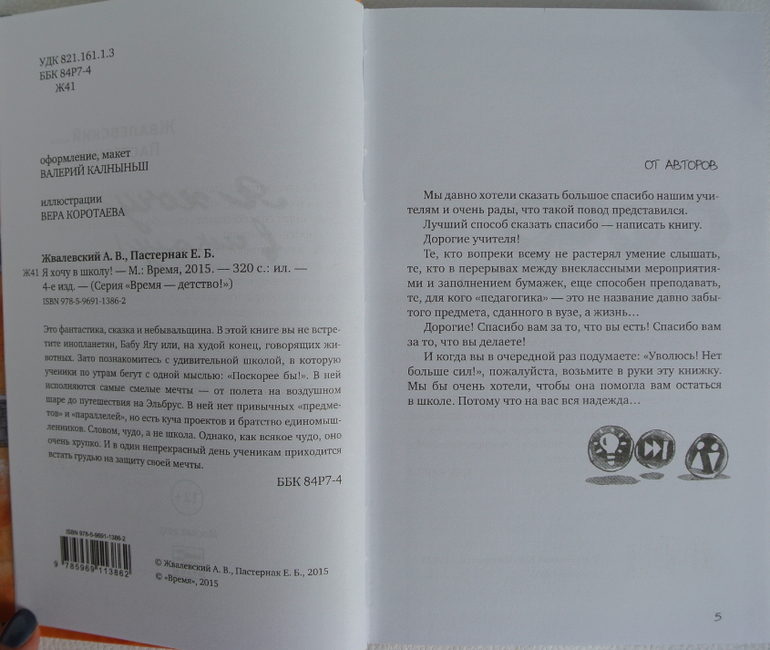 УДК 821.161.1.3
ББК 84Р7-4
Ж41
оформление, макет
ВАЛЕРИЙ КАЛНЫНЬШ
иллюстрации
ВЕРА КОРОТАЕВА
Жвалевский А. В., Пастернак Е. Б.
Ж41 Я хочу в школу! — М.: Время, 2015. — 320 с.: ил. —
4-е изд. — (Серия «Время — детство!»)
ISBN 978-5-9691-1386-2
Это фантастика, сказка и небывальщина. В этой книге вы не встре-
тите инопланетян, Бабу Ягу или, на худой конец, говорящих жи-
вотных. Зато познакомитесь с удивительной школой, в которую
ученики по утрам бегут с одной мыслью: «Поскорее бы!». В ней
исполняются самые смелые мечты — от полета на воздушном
шаре до путешествия на Эльбрус. В ней нет привычных «предме-
тов» и «параллелей», но есть куча проектов и братство единомыш-
ленников. Словом, чудо, а не школа. Однако, как всякое чудо, оно
очень хрупко. И в один непрекрасный день ученикам приходится
встать грудью на защиту своей мечты.
ББК 84Р7-4
ISBN 978-5-9691-1386-2
9 785969 113862
© Жвалевский А. В., Пастернак Е. Б., 2015
© «Время», 2015
ОТ АВТОРОВ
Мы давно хотели сказать большое спасибо нашим учи-
телям и очень рады, что такой повод представился.
Лучший способ сказать спасибо — написать книгу.
Дорогие учителя!
Те, кто вопреки всему не растерял умение слышать,
те, кто в перерывах между внеклассными мероприятия-
ми и заполнением бумажек, еще способен преподавать,
те, для кого «педагогика» — это не название давно забы-
того предмета, сданного в вузе, а жизнь…
Дорогие! Спасибо вам за то, что вы есть! Спасибо вам
за то, что вы делаете!
И когда вы в очередной раз подумаете: «Уволюсь! Нет
больше сил!», пожалуйста, возьмите в руки эту книжку.
Мы бы очень хотели, чтобы она помогла вам остаться
в школе. Потому что на вас вся надежда…
5